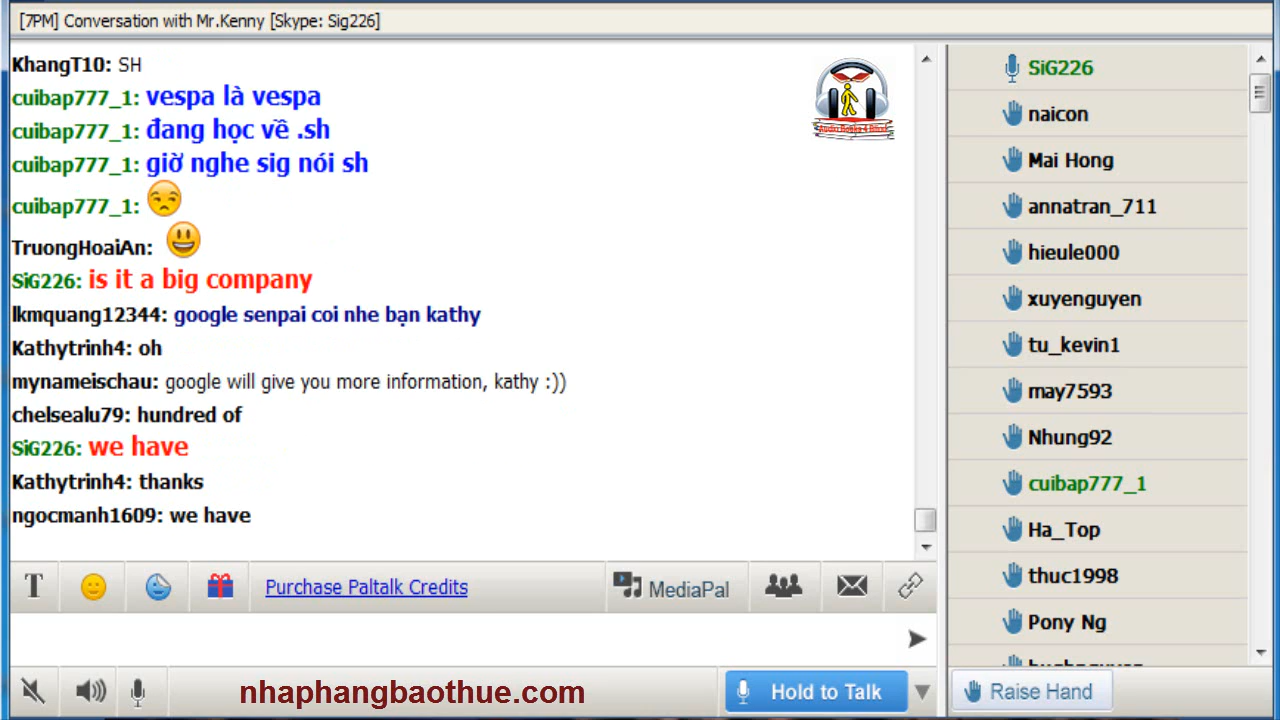 [7PM] Conversation with Mr.Kenny [Skype: Sig226]
KhangT10: SH
cuibap777_1: vespa là vespa
cuibap777_1: đang học về .sh
cuibap777_1: giờ nghe sig nói sh
cuibap777_1:
TruongHoaiAn:
SiG226: is it a big company
lkmquang12344: google senpai coi nhe bạn kathy
Kathytrinh4: oh
mynameischau: google will give you more information, kathy :))
chelsealu79: hundred of
SiG226: we have
Kathytrinh4: thanks
ngocmanh1609: we have
T
Purchase Paltalk Credits
MediaPal
nhaphangbaothue.com
Hold to Talk
SiG226
naicon
Mai Hong
annatran_711
hieule000
xuyenguyen
tu_kevin1
may7593
Nhung92
cuibap777_1
Ha_Top
thuc1998
Pony Ng
Raise Hand